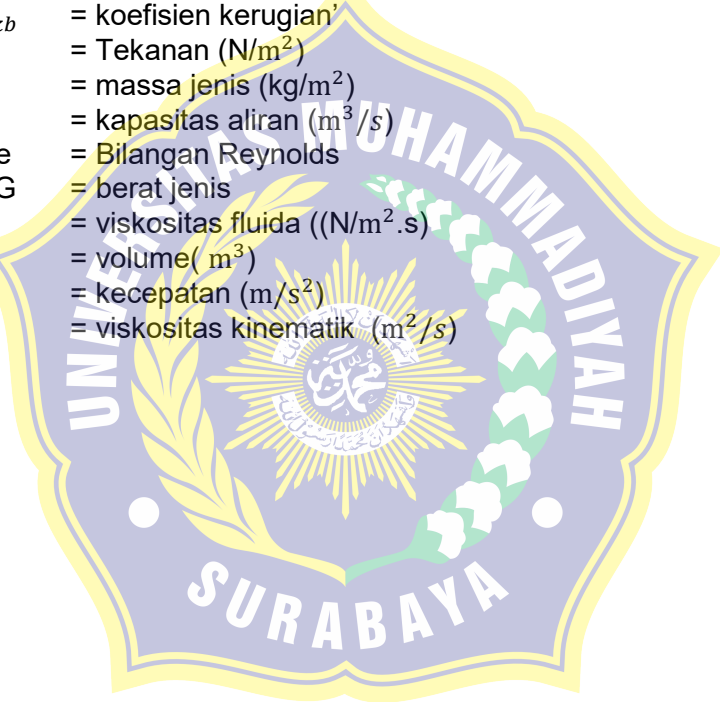 = koefisien kerugian’
= Tekanan (N/m²)
= massa jenis (kg/m²)
= kapasitas aliran (m³/s)
e = Bilangan Reynolds
G = berat jenis
= viskositas fluida ((N/m².s)
= volume( m³)
= kecepatan (m/s²)
= viskositas kinematik (m²/s)
UNIVERSITAS MUHAMMADIYAH
SURABAYA